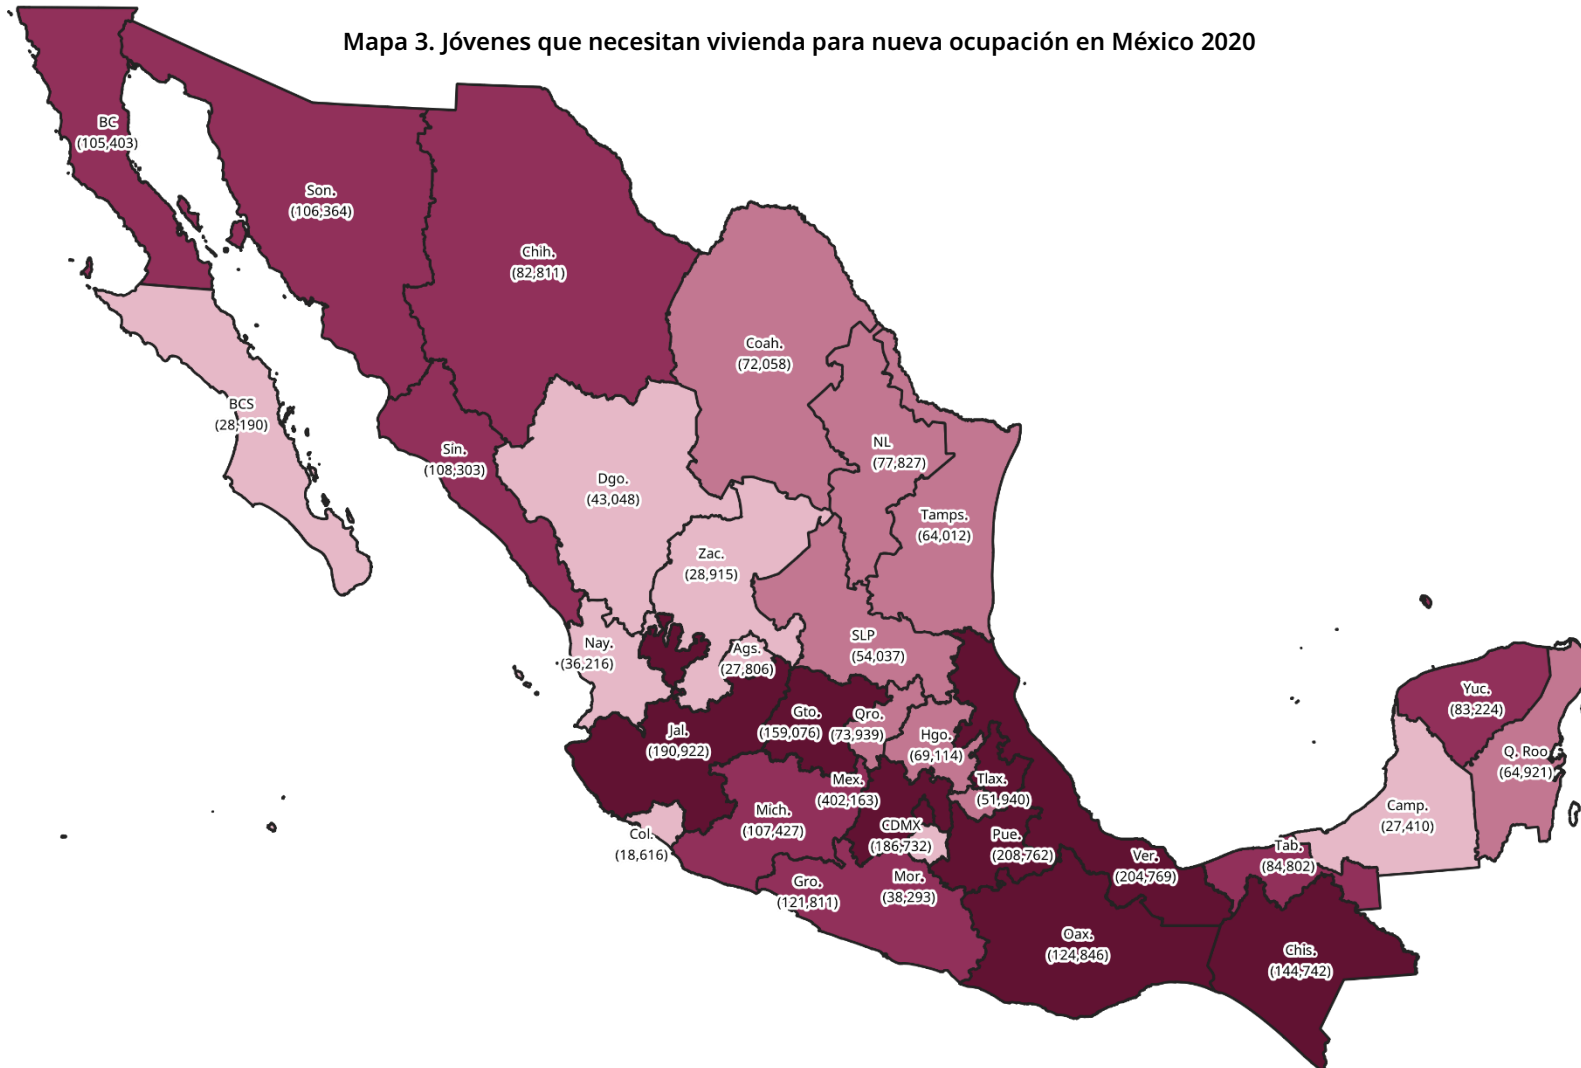 Mapa 3. Jóvenes que necesitan vivienda para nueva ocupación en México 2020
BC
(105,403)
Son.
(106,364)
Chih.
(82,811)
Coah.
(72,058)
BCS
(28,190)
Sin.
(108,303)
NL
(77,827)
Dgo.
(43,048)
Tamps.
(64,012)
Zac.
(28,915)
Nay.
(36,216)
Ags.
(27,806)
SLP
(54,037)
Jal.
(190,922)
Gto.
(159,076)
Qro.
(73,939)
Hgo.
(69,114)
Yuc.
(83,224)
Q. Roo
(64,921)
Mex.
(402,163)
Tlax.
(51,940)
Camp.
(27,410)
Mich.
(107,427)
Col.
(18,616)
CDMX
(186,732)
Pue.
(208,762)
Ver.
(204,769)
Tab.
(84,802)
Gro.
(121,811)
Mor.
(38,293)
Oax.
(124,846)
Chis.
(144,742)